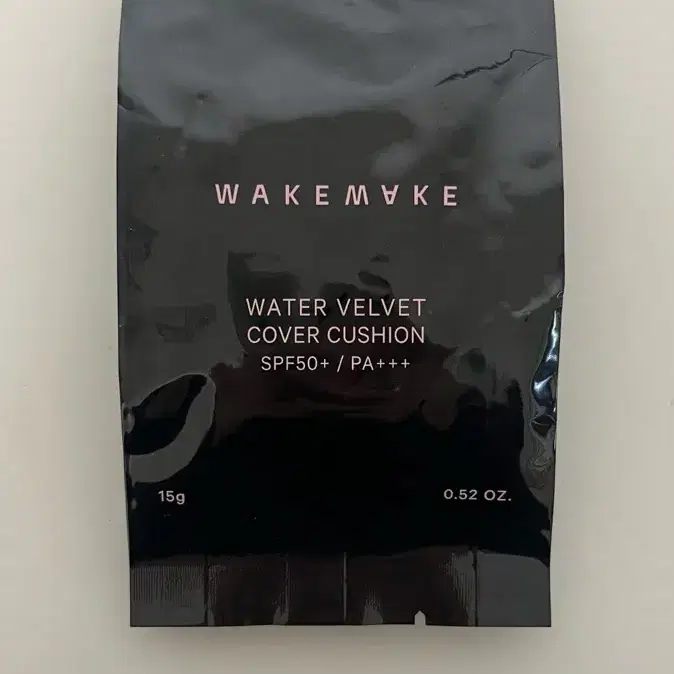 WAKEMAKE
WATER VELVET
COVER CUSHION
SPF50+ / PA+++
15g
0.52 OZ.